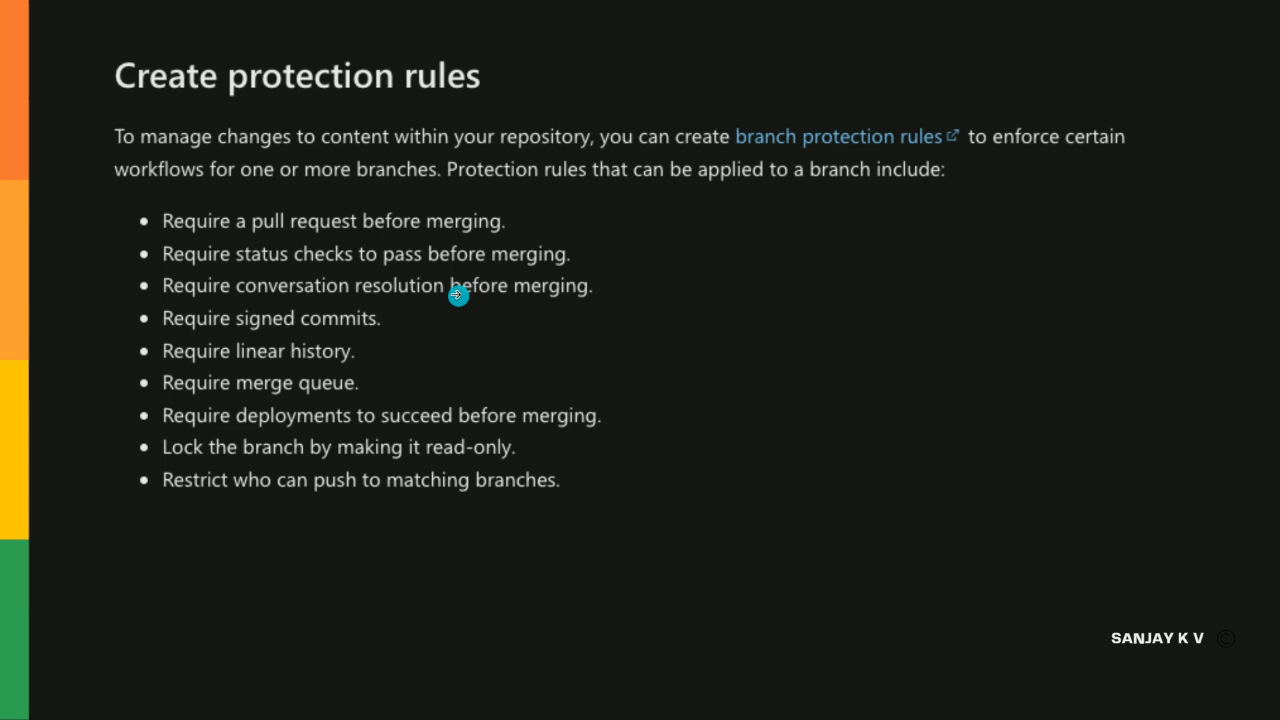 Create protection rules
To manage changes to content within your repository, you can create branch protection rules to enforce certain
workflows for one or more branches. Protection rules that can be applied to a branch include:
• Require a pull request before merging.
• Require status checks to pass before merging.
• Require conversation resolution before merging.
• Require signed commits.
• Require linear history.
• Require merge queue.
• Require deployments to succeed before merging.
• Lock the branch by making it read-only.
• Restrict who can push to matching branches.
SANJAY K V ©